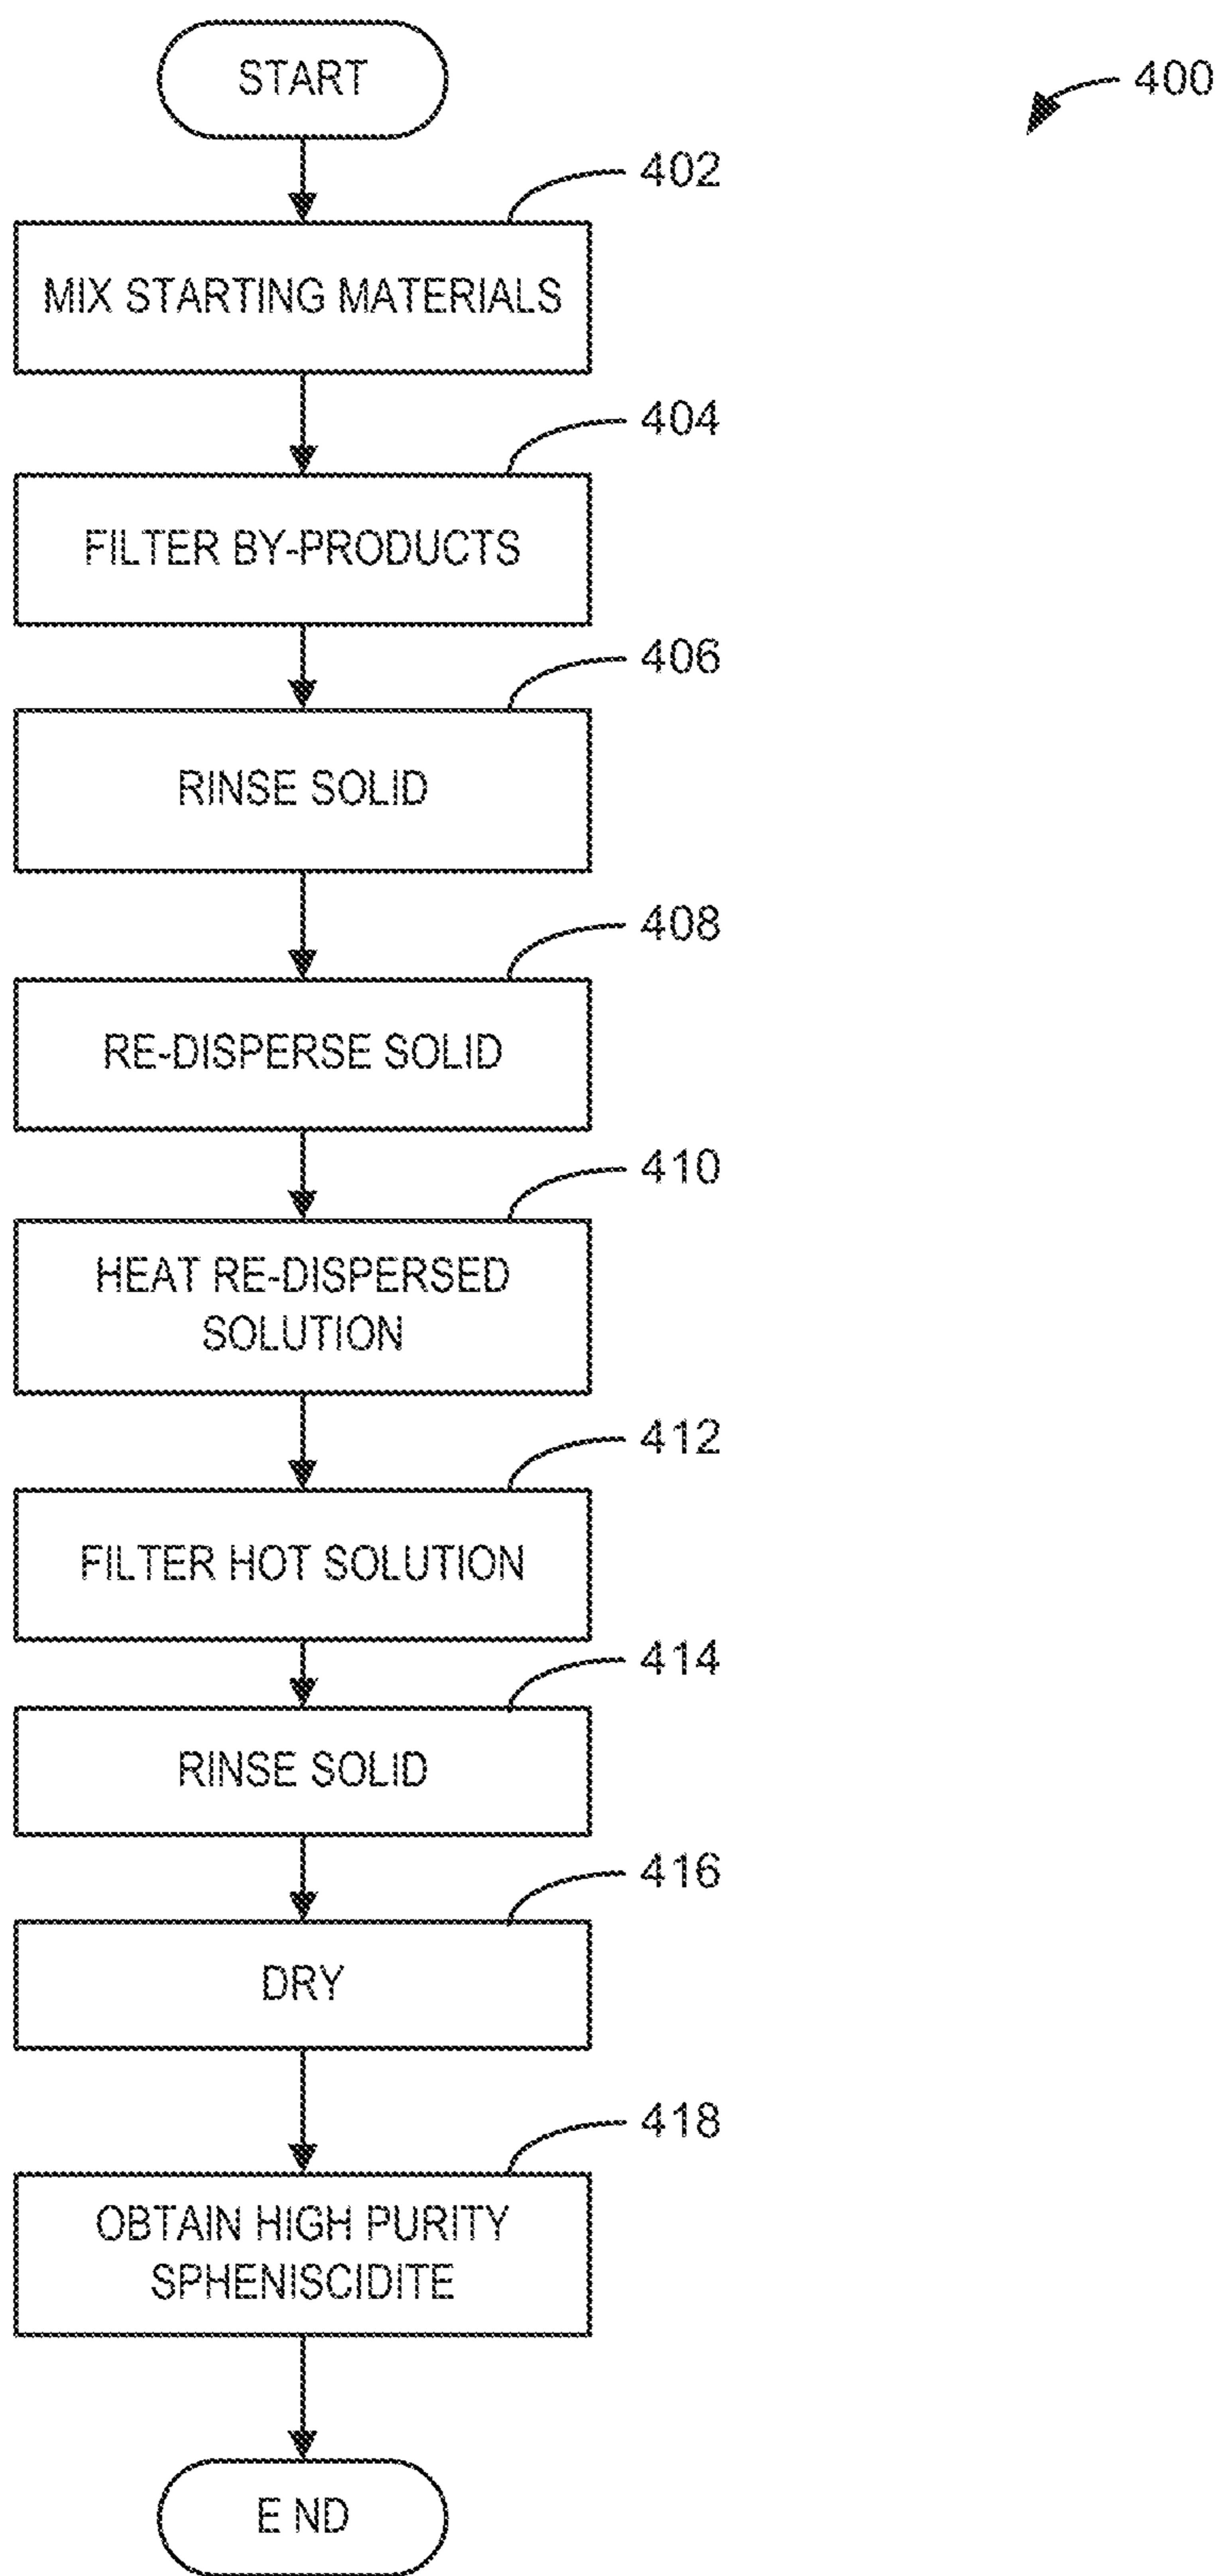 START
400
402
MIX STARTING MATERIALS
404
FILTER BY-PRODUCTS
406
RINSE SOLID
408
RE-DISPERSE SOLID
410
HEAT RE-DISPERSED
SOLUTION
412
FILTER HOT SOLUTION
414
RINSE SOLID
416
DRY
418
OBTAIN HIGH PURITY
SPHENISCIDITE
E ND